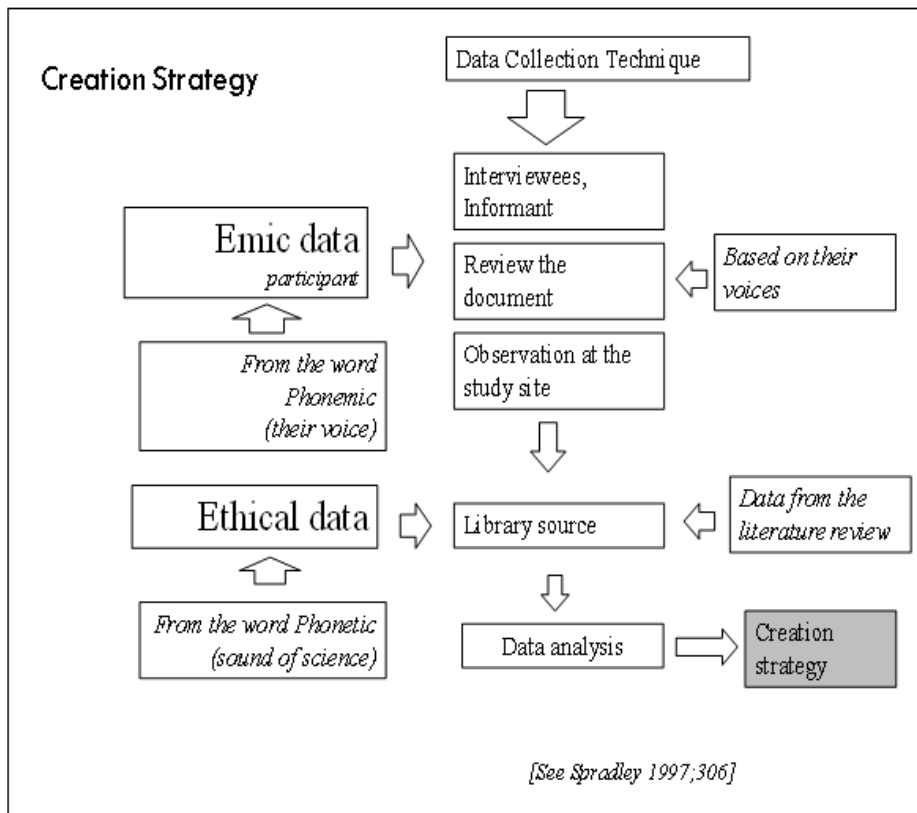 Creation Strategy
Data Collection Technique
Interviewees,
Informant
Emic data
participant
Review the
document
Based on their
voices
From the word
Phonemic
(their voice)
Observation at the
study site
Ethical data
Library source
Data from the
literature review
From the word Phonetic
(sound of science)
Data analysis
Creation
strategy
[See Spradley 1997;306]